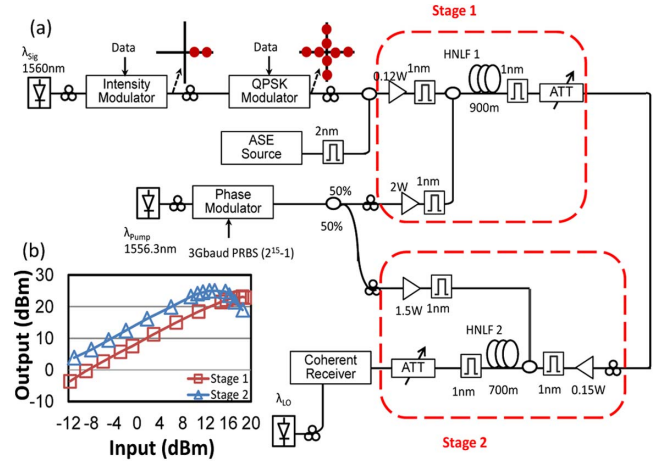 Stage 1
(a)
λSig
1560nm
Data
Data
Intensity
Modulator
QPSK
Modulator
0.12W
1nm
HNLF 1
900m
1nm
ATT
ASE
Source
2nm
2W
1nm
λPump
1556.3nm
Phase
Modulator
50%
50%
3Gbaud PRBS (2¹⁵-1)
1.5W
1nm
HNLF 2
700m
Coherent
Receiver
ATT
1nm
1nm
0.15W
λLO
Stage 2
(b)
Output (dBm)
30
20
10
0
-10
Stage 1
Stage 2
-12 -8 -4 0 4 8 12 16 20
Input (dBm)